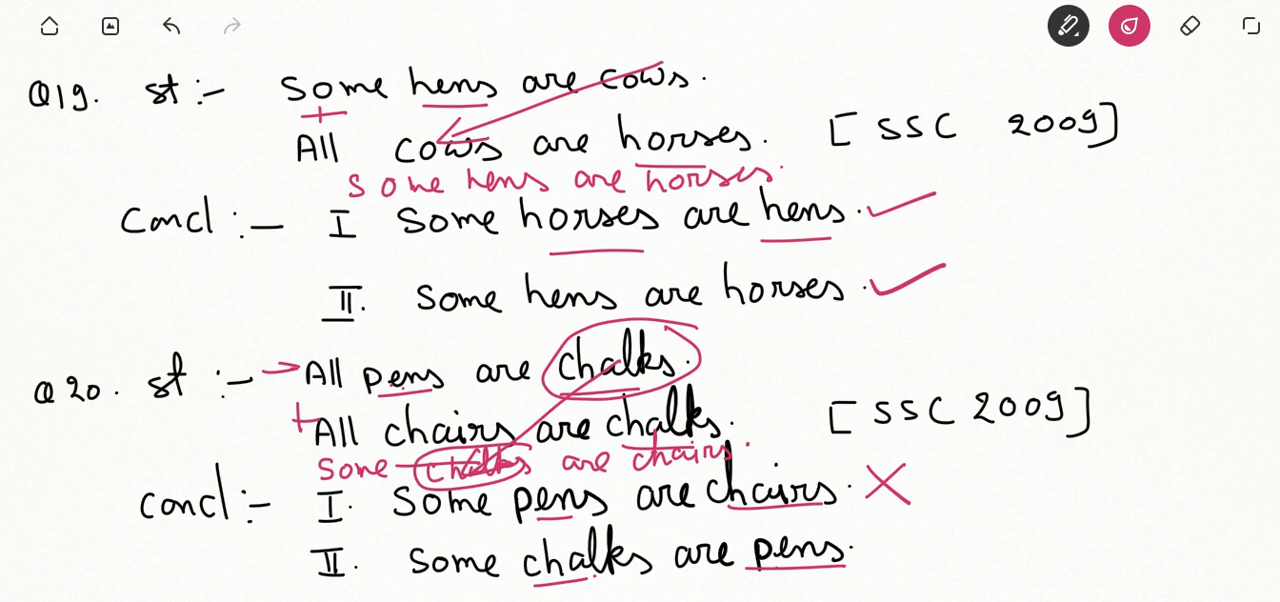 Q19. st :- Some hens are cows.
All cows are horses. [SSC 2009]
Some hens are horses.
Concl :- I Some horses are hens.
II. Some hens are horses.
Q20. st :- All pens are chalks.
All chairs are chalks. [SSC 2009]
Some chalks are chairs.
Concl :- I. Some pens are chairs.
II. Some chalks are pens.